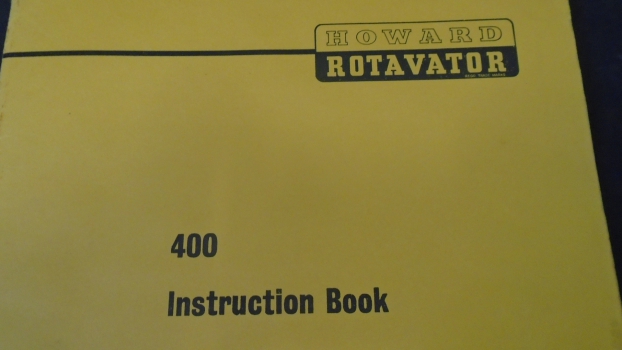 HOWARD
ROTAVATOR
400
Instruction Book